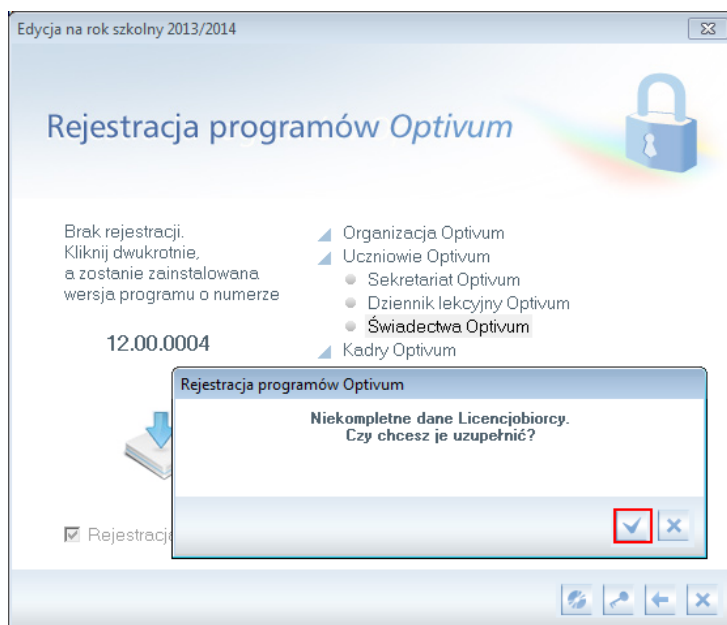 Edycja na rok szkolny 2013/2014
Rejestracja programów Optivum
Brak rejestracji.
Kliknij dwukrotnie,
a zostanie zainstalowana
wersja programu o numerze
12.00.0004
Organizacja Optivum
Uczniowie Optivum
Sekretariat Optivum
Dziennik lekcyjny Optivum
Świadectwa Optivum
Kadry Optivum
Rejestracja programów Optivum
Niekompletne dane Licencjobiorcy.
Czy chcesz je uzupełnić?